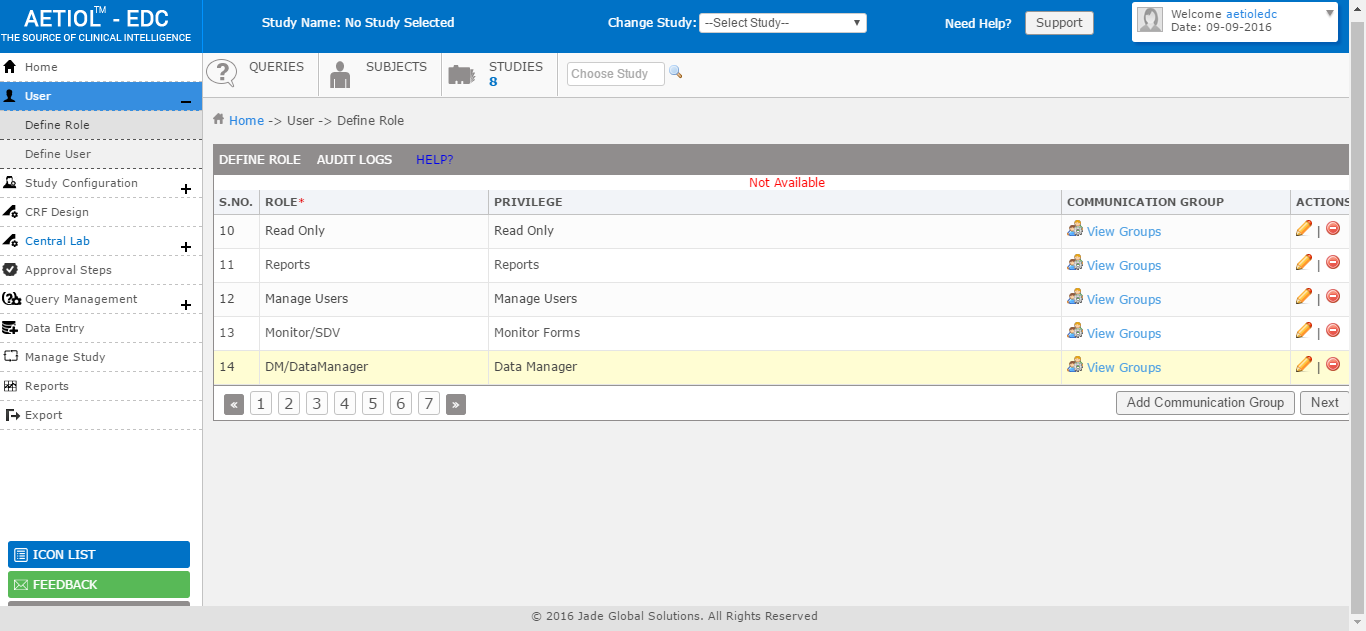 AETIOL™ - EDC
THE SOURCE OF CLINICAL INTELLIGENCE
Study Name: No Study Selected
Change Study: --Select Study--
Need Help? Support
Welcome aetioledc
Date: 09-09-2016
Home
User
Define Role
Define User
Study Configuration
CRF Design
Central Lab
Approval Steps
Query Management
Data Entry
Manage Study
Reports
Export
ICON LIST
FEEDBACK
QUERIES
SUBJECTS
STUDIES
8
Choose Study
Home -> User -> Define Role
DEFINE ROLE AUDIT LOGS HELP?
Not Available
S.NO. ROLE* PRIVILEGE COMMUNICATION GROUP ACTIONS
10 Read Only Read Only View Groups |
11 Reports Reports View Groups |
12 Manage Users Manage Users View Groups |
13 Monitor/SDV Monitor Forms View Groups |
14 DM/DataManager Data Manager View Groups |
« 1 2 3 4 5 6 7 » Add Communication Group Next
© 2016 Jade Global Solutions. All Rights Reserved